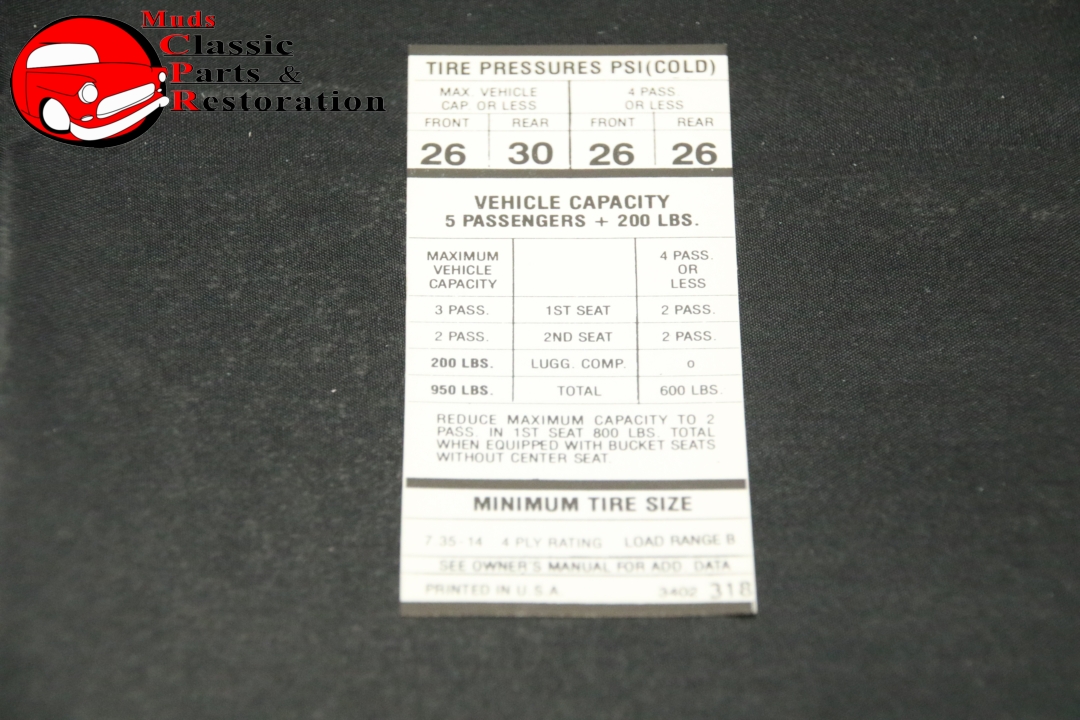 Muds
Classic
Parts &
Restoration
TIRE PRESSURES PSI(COLD)
MAX VEHICLE
CAP OR LESS
4 PASS
OR LESS
FRONT REAR FRONT REAR
26 30 26 26
VEHICLE CAPACITY
5 PASSENGERS + 200 LBS.
MAXIMUM
VEHICLE
CAPACITY
4 PASS.
OR
LESS
3 PASS. 1ST SEAT 2 PASS.
2 PASS. 2ND SEAT 2 PASS.
200 LBS. LUGG. COMP. 0
950 LBS. TOTAL 600 LBS.
REDUCE MAXIMUM CAPACITY TO 2
PASS. IN 1ST SEAT 800 LBS. TOTAL
WHEN EQUIPPED WITH BUCKET SEATS
WITHOUT CENTER SEAT.
MINIMUM TIRE SIZE
7.35-14 4 PLY RATING LOAD RANGE B
SEE OWNER'S MANUAL FOR ADD. DATA
PRINTED IN U.S.A. 3402 318